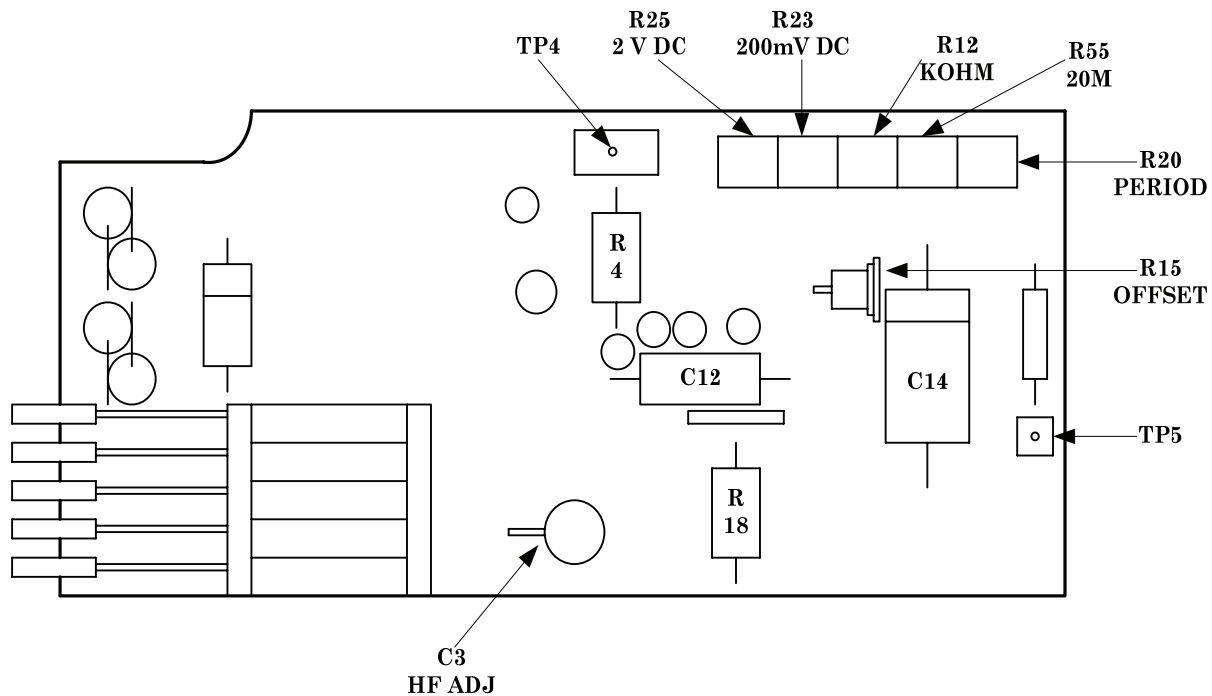 R25
2 V DC
R23
200mV DC
TP4
R12
KOHM
R55
20M
R20
PERIOD
R
4
R15
OFFSET
C12
C14
TP5
R
18
C3
HF ADJ